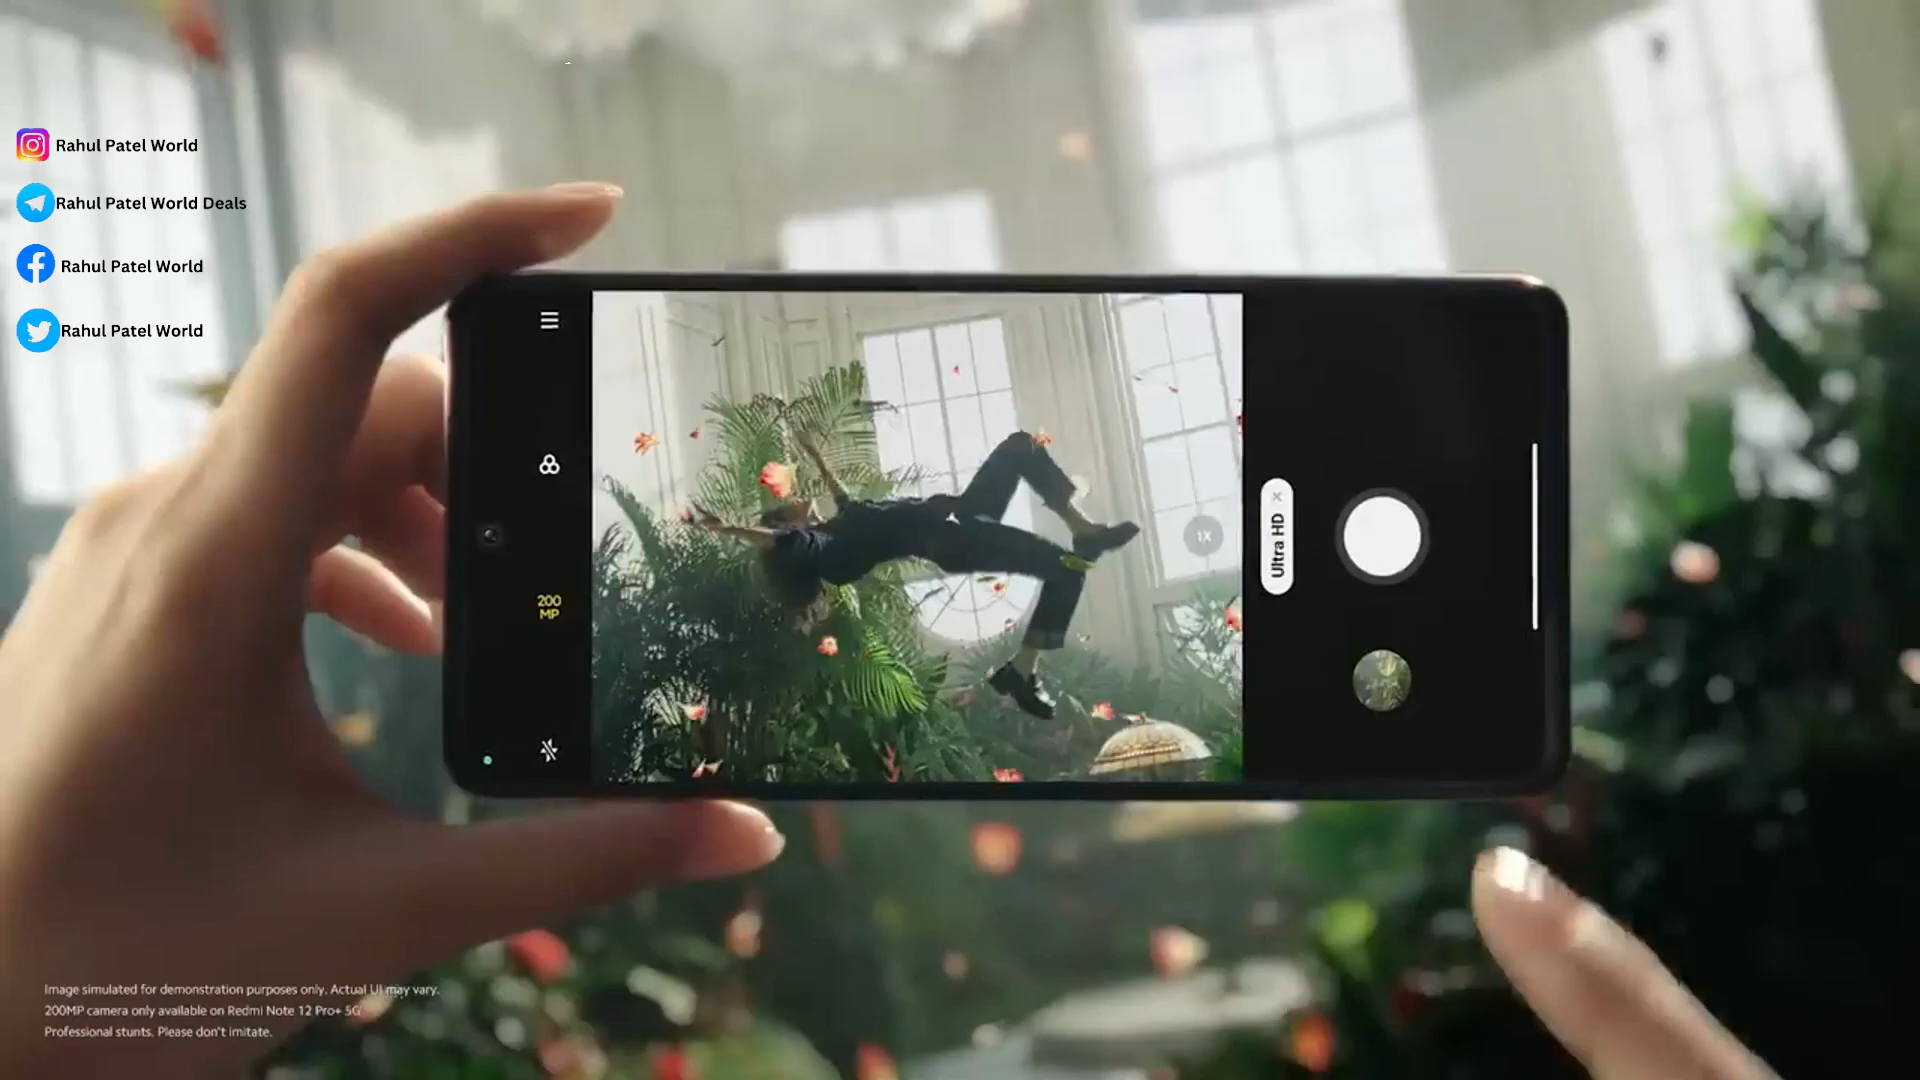 Rahul Patel World
Rahul Patel World Deals
Rahul Patel World
Rahul Patel World
200
MP
1X
Ultra HD ×
Image simulated for demonstration purposes only. Actual UI may vary.
200MP camera only available on Redmi Note 12 Pro+ 5G
Professional stunts. Please don't imitate.